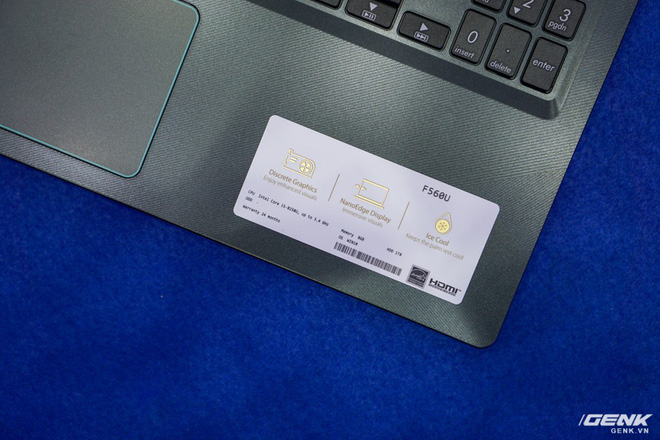 2
3
pgdn
0
insert
.
delete
enter
F560U
Discrete Graphics
Enjoy enhanced visuals
NanoEdge Display
Immersive visuals
Ice Cool
Keeps the palm rest cool
CPU: Intel Core i5-8250U, up to 3.4 GHz
Memory 8GB
HDD 1TB
OS WIN10
warranty 24 months
HDMI
GENK
GENK.VN